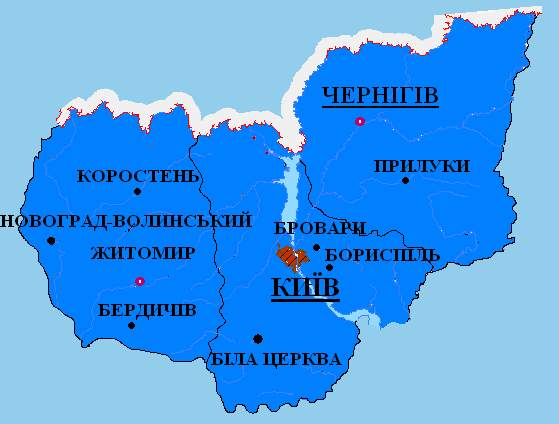 ЧЕРНІГІВ
ПРИЛУКИ
КОРОСТЕНЬ
НОВОГРАД-ВОЛИНСЬКИЙ
БРОВАРИ
ЖИТОМИР
БОРИСПІЛЬ
КИЇВ
БЕРДИЧІВ
БІЛА ЦЕРКВА